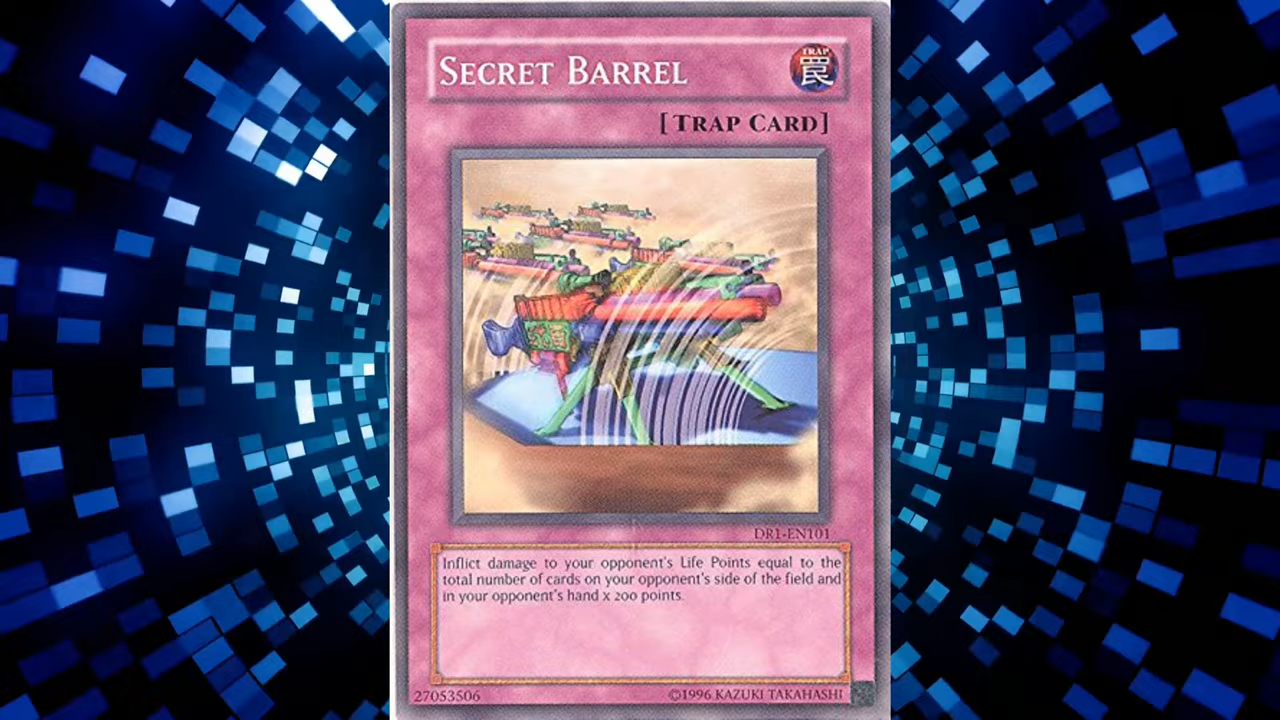 SECRET BARREL
TRAP
罠
[TRAP CARD]
DR1-EN101
Inflict damage to your opponent's Life Points equal to the
total number of cards on your opponent's side of the field and
in your opponent's hand x 200 points.
27053506
©1996 KAZUKI TAKAHASHI